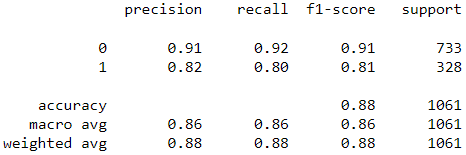 precision recall f1-score support
0 0.91 0.92 0.91 733
1 0.82 0.80 0.81 328
accuracy 0.88 1061
macro avg 0.86 0.86 0.86 1061
weighted avg 0.88 0.88 0.88 1061